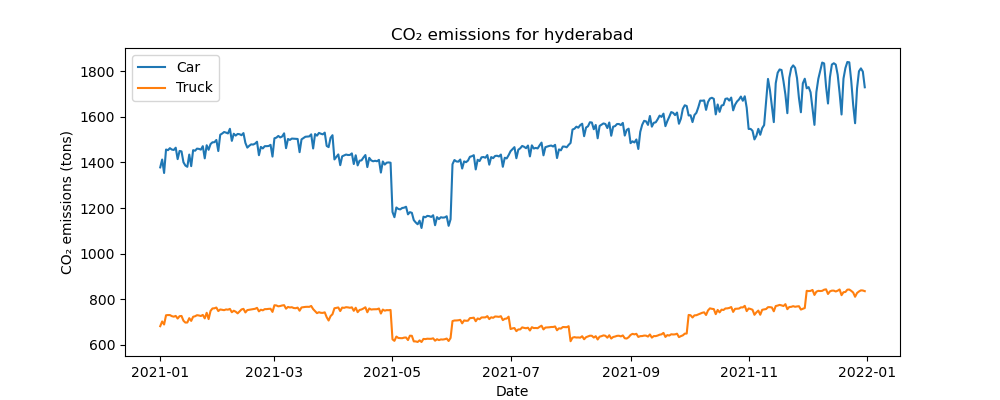 CO₂ emissions for hyderabad
Car
Truck
CO₂ emissions (tons)
1800
1600
1400
1200
1000
800
600
2021-01 2021-03 2021-05 2021-07 2021-09 2021-11 2022-01
Date